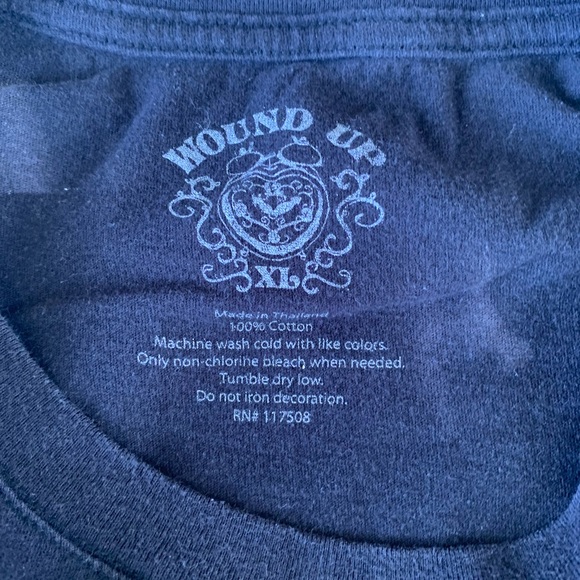 WOUND UP
XL
Made in Thailand
100% Cotton
Machine wash cold with like colors.
Only non-chlorine bleach, when needed.
Tumble dry low.
Do not iron decoration.
RN# 117508